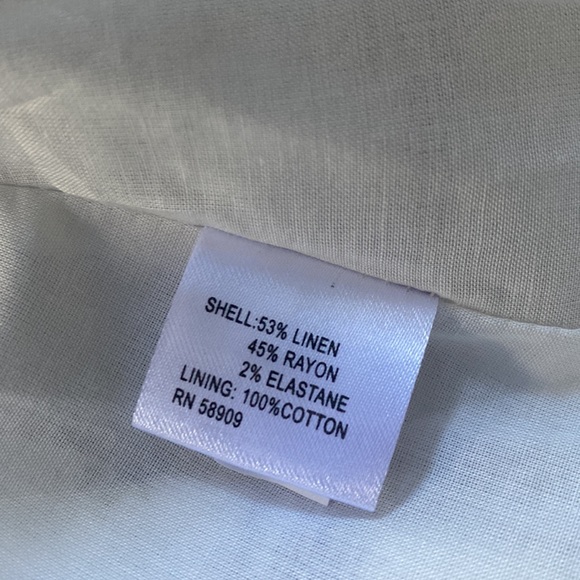 SHELL:53% LINEN
45% RAYON
2% ELASTANE
LINING: 100%COTTON
RN 58909